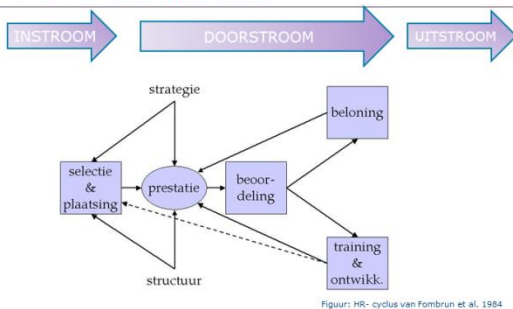 INSTROOM
DOORSTROOM
UITSTROOM
strategie
beloning
selectie
&
plaatsing
prestatie
beoor-
deling
training
&
ontwikk.
structuur
Figuur: HR- cyclus van Fombrun et al. 1984